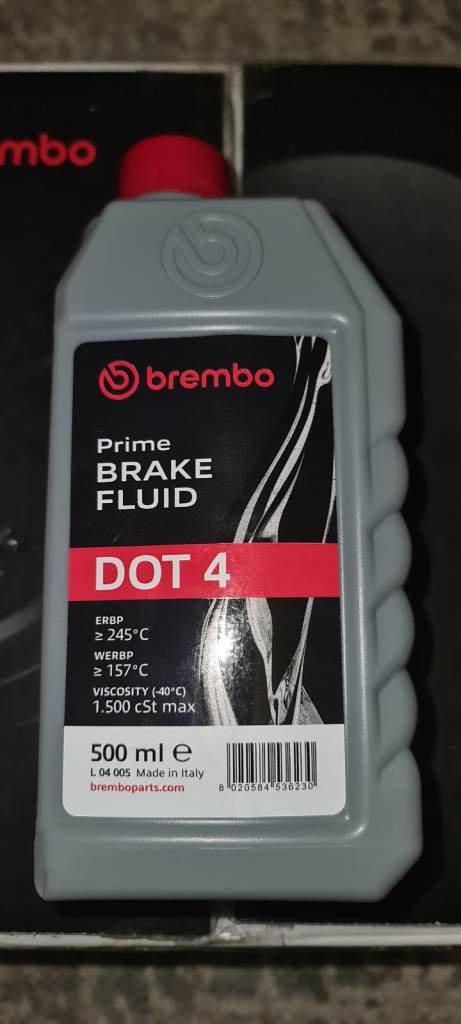 mbo
brembo
Prime
BRAKE
FLUID
DOT 4
ERBP
≥ 245°C
WERBP
≥ 157°C
VISCOSITY (-40°C)
1.500 cSt max
500 ml ℮
L 04 005 Made in Italy
bremboparts.com
8 020584 536230